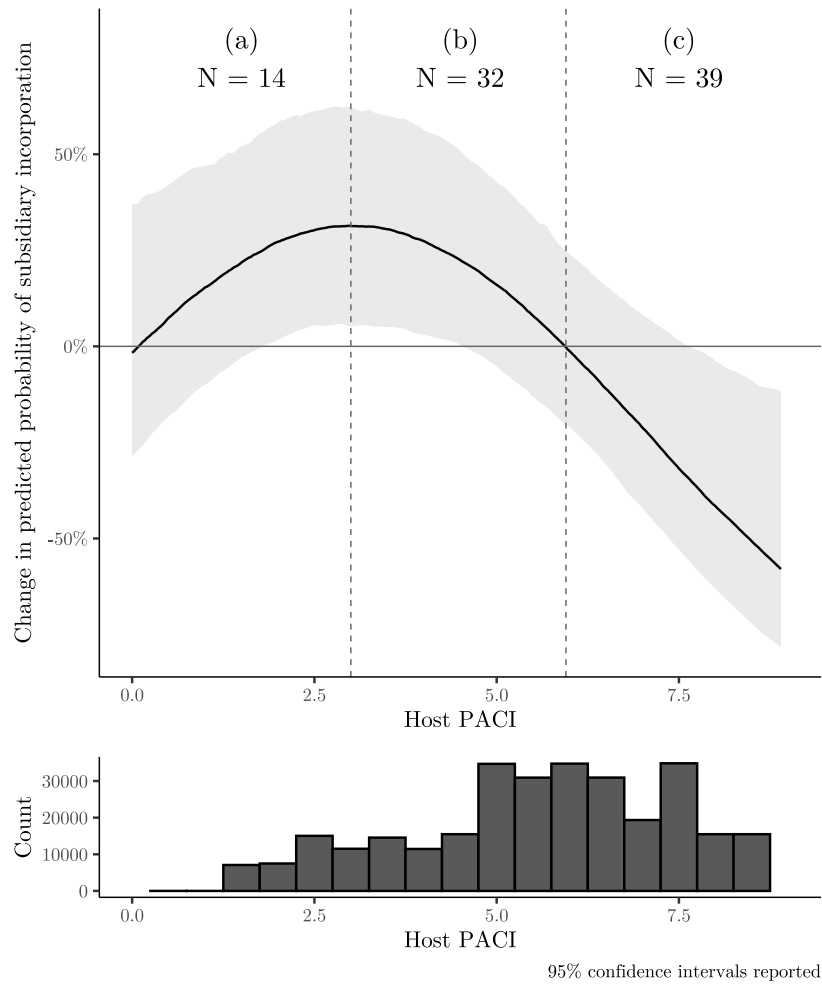 (a) (b) (c)
N = 14 N = 32 N = 39
Change in predicted probability of subsidiary incorporation
50%
0%
-50%
0.0 2.5 5.0 7.5
Host PACI
Count
30000
20000
10000
0
0.0 2.5 5.0 7.5
Host PACI
95% confidence intervals reported